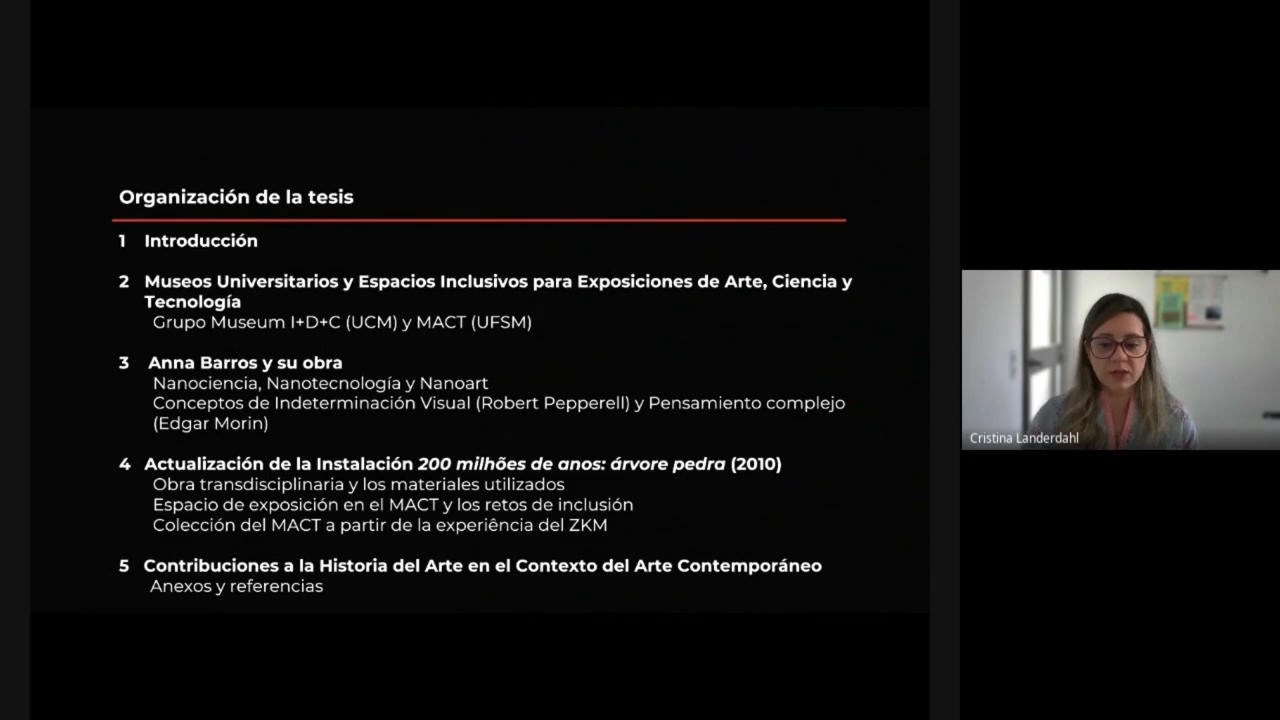 Organización de la tesis
1 Introducción
2 Museos Universitarios y Espacios Inclusivos para Exposiciones de Arte, Ciencia y
Tecnología
Grupo Museum I+D+C (UCM) y MACT (UFSM)
3 Anna Barros y su obra
Nanociencia, Nanotecnología y Nanoart
Conceptos de Indeterminación Visual (Robert Pepperell) y Pensamiento complejo
(Edgar Morin)
4 Actualización de la Instalación 200 milhões de anos: árvore pedra (2010)
Obra transdisciplinaria y los materiales utilizados
Espacio de exposición en el MACT y los retos de inclusión
Colección del MACT a partir de la experiência del ZKM
5 Contribuciones a la Historia del Arte en el Contexto del Arte Contemporáneo
Anexos y referencias
Cristina Landerdahl